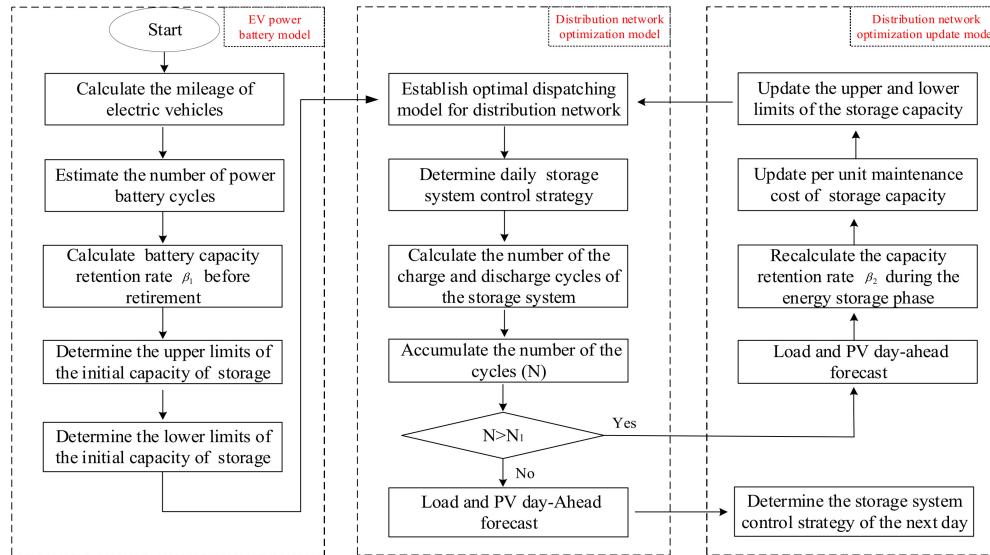 Start
EV power
battery model
Calculate the mileage of
electric vehicles
Estimate the number of power
battery cycles
Calculate battery capacity
retention rate β₁ before
retirement
Determine the upper limits of
the initial capacity of storage
Determine the lower limits of
the initial capacity of storage
Distribution network
optimization model
Establish optimal dispatching
model for distribution network
Determine daily storage
system control strategy
Calculate the number of the
charge and discharge cycles
of the storage system
Accumulate the number of the
cycles (N)
N>N₁
Yes
No
Load and PV day-Ahead
forecast
Distribution network
optimization update model
Update the upper and lower
limits of the storage capacity
Update per unit maintenance
cost of storage capacity
Recalculate the capacity
retention rate β₂ during the
energy storage phase
Load and PV day-ahead
forecast
Determine the storage system
control strategy of the next day